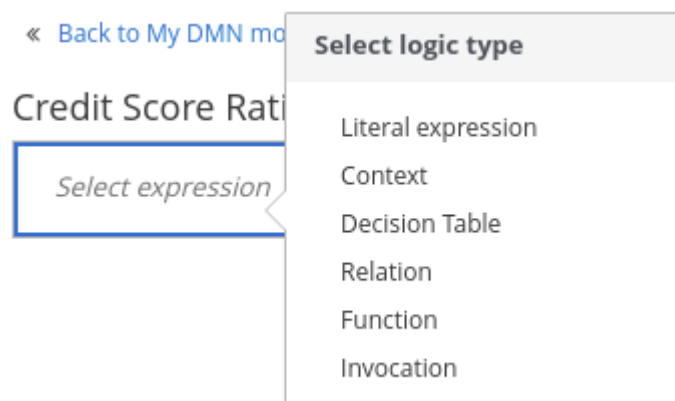 « Back to My DMN mo
Select logic type
Credit Score Rati
Select expression
Literal expression
Context
Decision Table
Relation
Function
Invocation